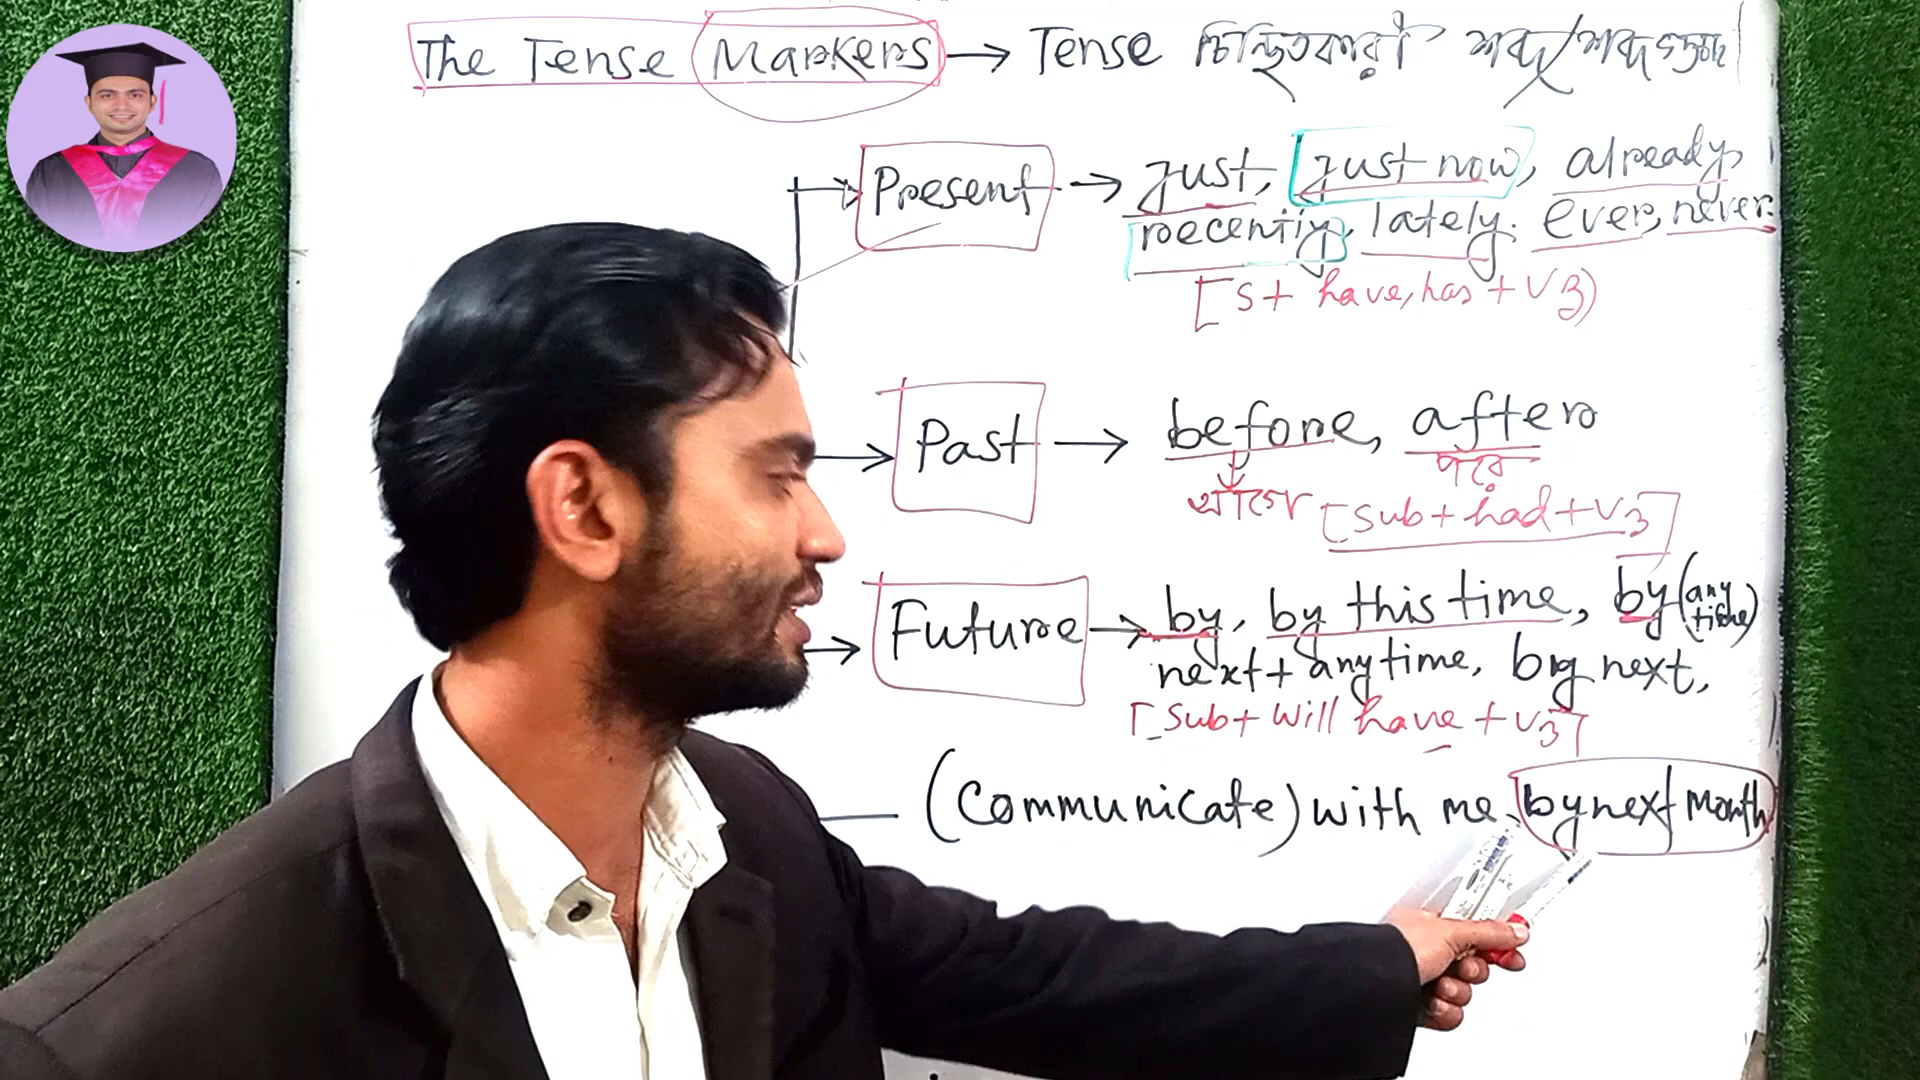 The Tense Markers → Tense চিহ্নিতকারী শব্দ/শব্দগুচ্ছ।
Present → just, just now, already,
recently, lately. ever, never.
[S+ have, has + V3)
Past → before, after
আগে পরে
[Sub + had + V3]
Future → by, by this time, by (any time)
next + any time, by next,
[Sub + will have + V3]
(Communicate) with me by next month